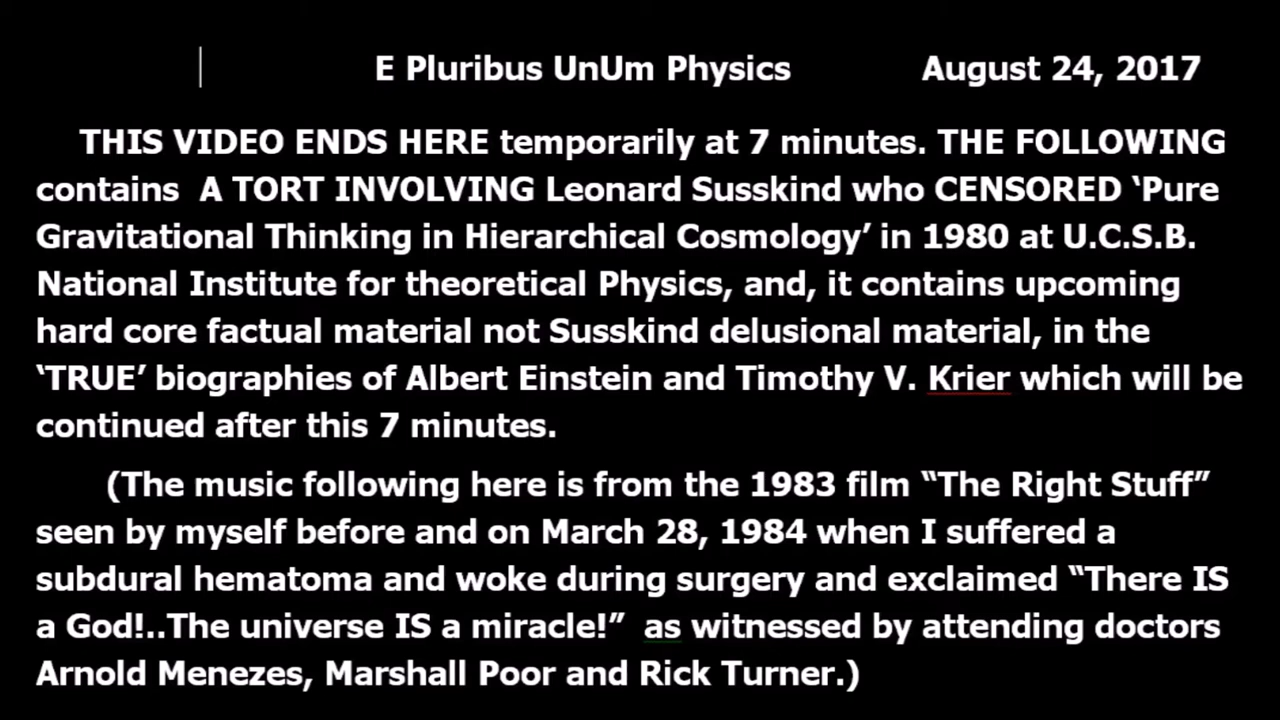 E Pluribus UnUm Physics August 24, 2017
THIS VIDEO ENDS HERE temporarily at 7 minutes. THE FOLLOWING
contains A TORT INVOLVING Leonard Susskind who CENSORED ‘Pure
Gravitational Thinking in Hierarchical Cosmology’ in 1980 at U.C.S.B.
National Institute for theoretical Physics, and, it contains upcoming
hard core factual material not Susskind delusional material, in the
‘TRUE’ biographies of Albert Einstein and Timothy V. Krier which will be
continued after this 7 minutes.
(The music following here is from the 1983 film “The Right Stuff”
seen by myself before and on March 28, 1984 when I suffered a
subdural hematoma and woke during surgery and exclaimed “There IS
a God!..The universe IS a miracle!” as witnessed by attending doctors
Arnold Menezes, Marshall Poor and Rick Turner.)